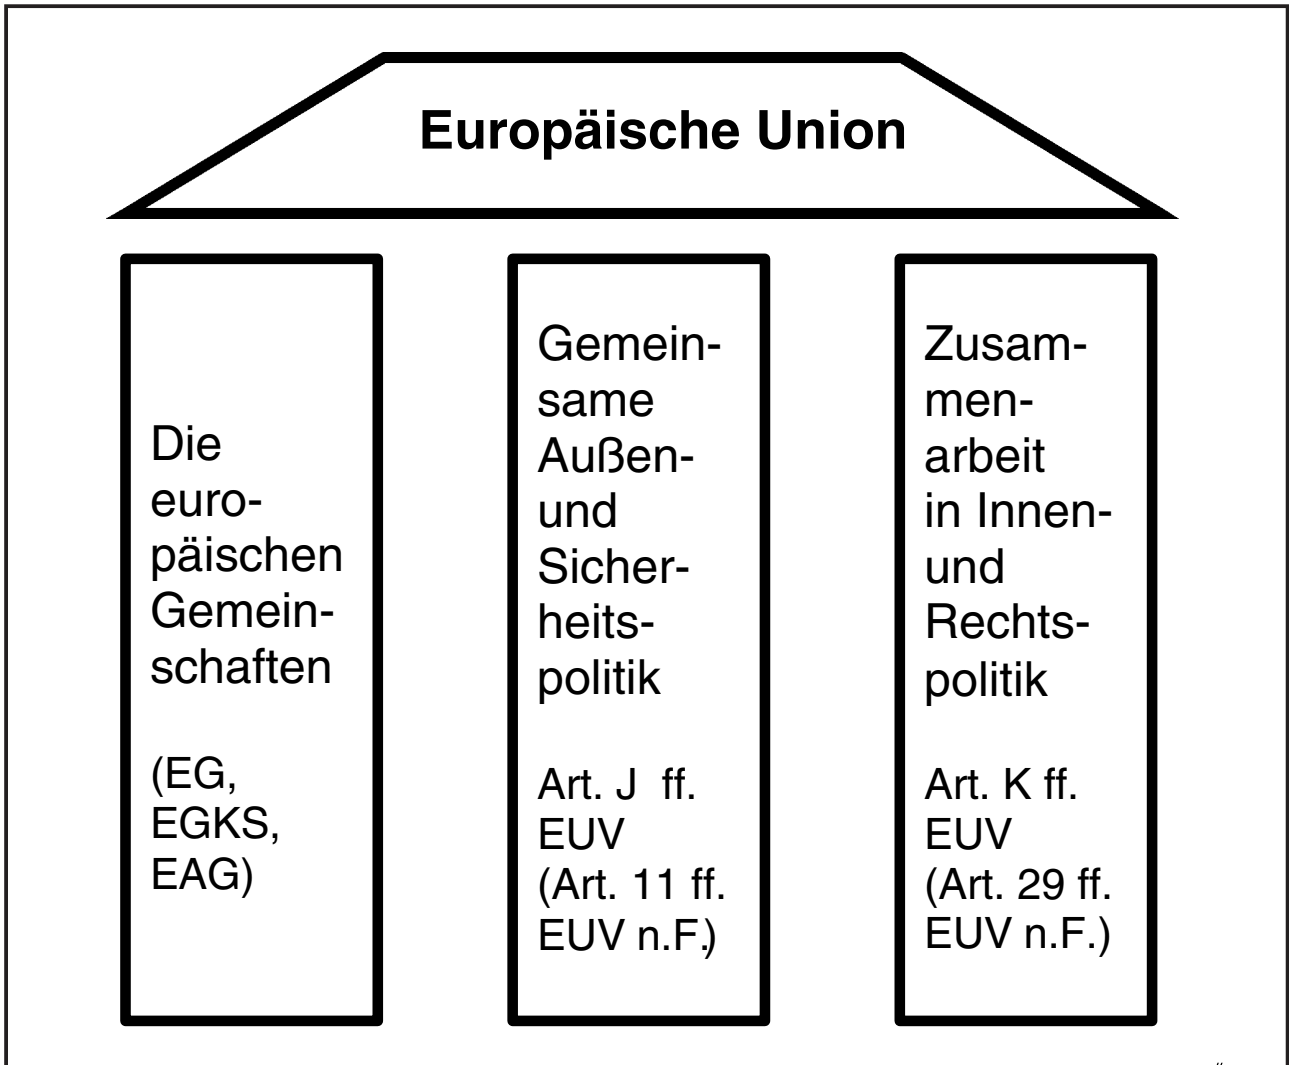 Europäische Union
Die
euro-
päischen
Gemein-
schaften
(EG,
EGKS,
EAG)
Gemein-
same
Außen-
und
Sicher-
heits-
politik
Art. J  ff.
EUV
(Art. 11 ff.
EUV n.F.)
Zusam-
men-
arbeit
in Innen-
und
Rechts-
politik
Art. K ff.
EUV
(Art. 29 ff.
EUV n.F.)